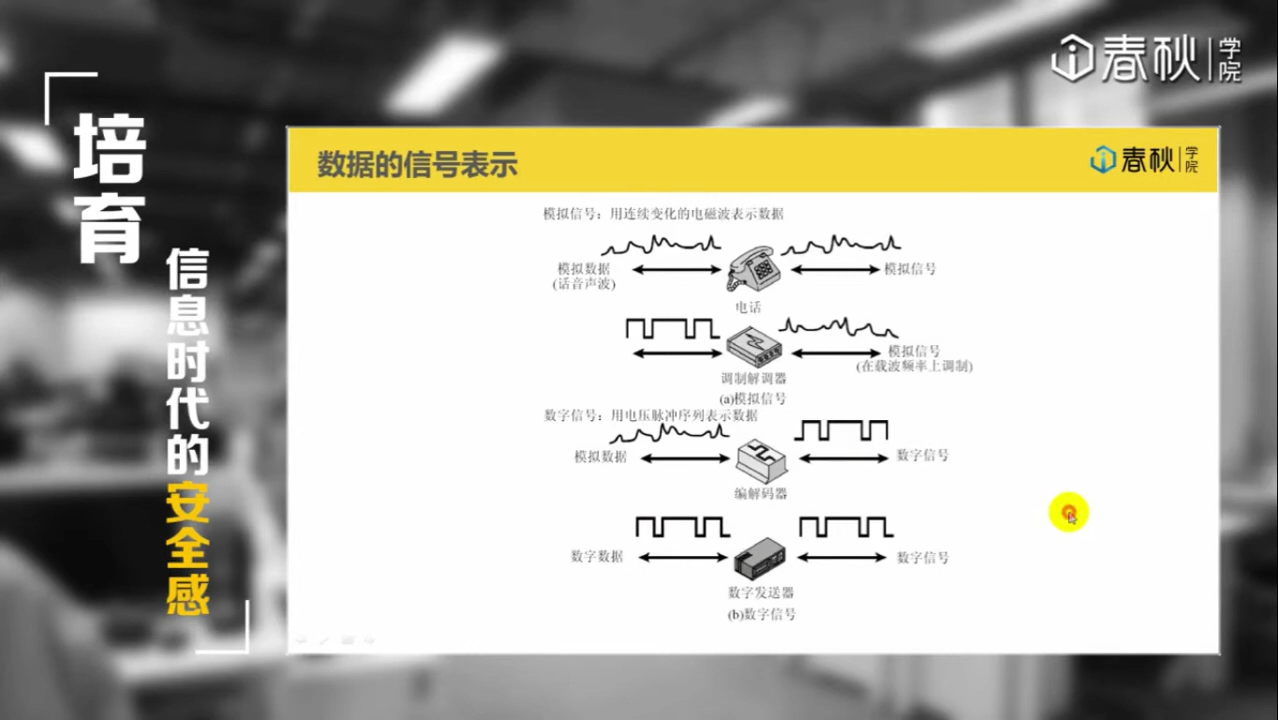 春秋学院
培育
信息时代的安全感
数据的信号表示
春秋学院
模拟信号：用连续变化的电磁波表示数据
模拟数据
(话音声波)
模拟信号
电话
模拟信号
(在载波频率上调制)
调制解调器
(a)模拟信号
数字信号：用电压脉冲序列表示数据
模拟数据
数字信号
编解码器
数字数据
数字信号
数字发送器
(b)数字信号